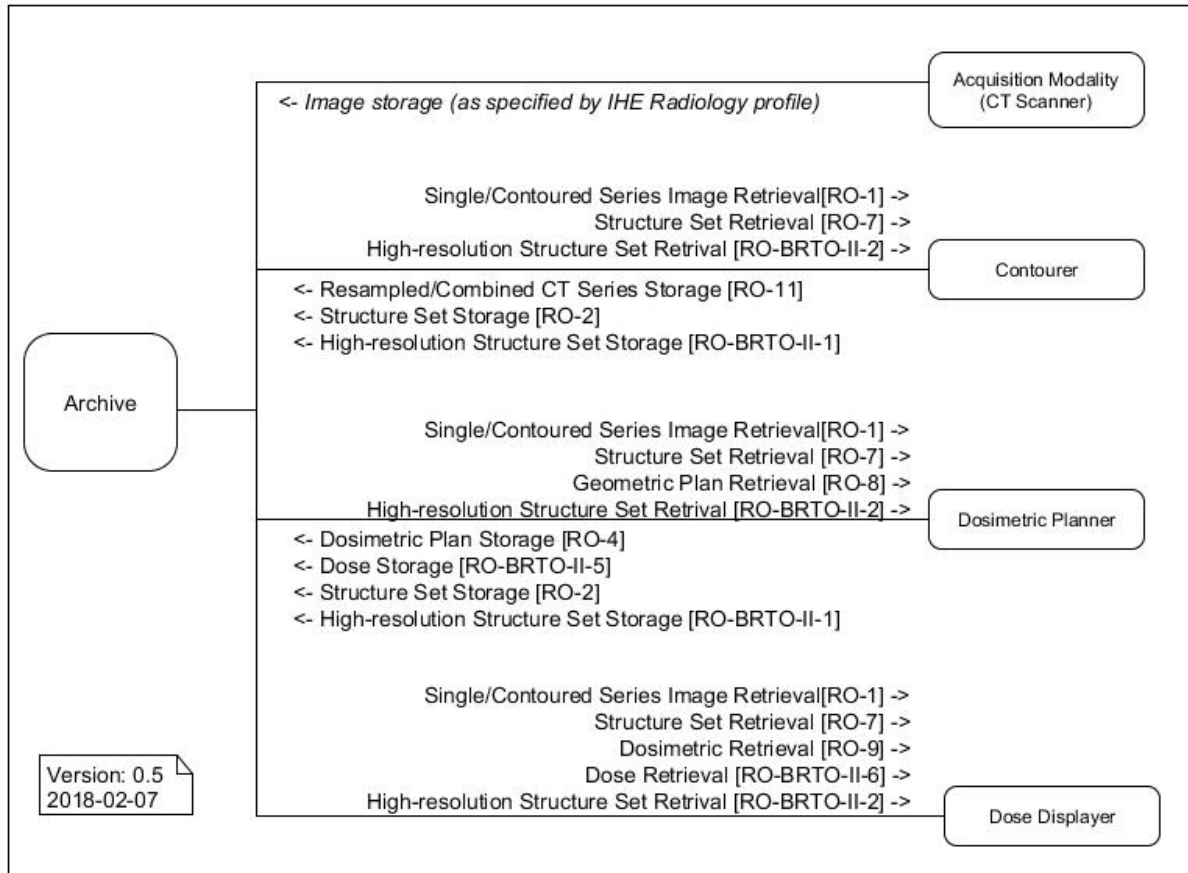 Acquisition Modality
(CT Scanner)
<- Image storage (as specified by IHE Radiology profile)
Single/Contoured Series Image Retrieval[RO-1] ->
Structure Set Retrieval [RO-7] ->
High-resolution Structure Set Retrival [RO-BRTO-II-2] ->
Contourer
<- Resampled/Combined CT Series Storage [RO-11]
<- Structure Set Storage [RO-2]
<- High-resolution Structure Set Storage [RO-BRTO-II-1]
Archive
Single/Contoured Series Image Retrieval[RO-1] ->
Structure Set Retrieval [RO-7] ->
Geometric Plan Retrieval [RO-8] ->
High-resolution Structure Set Retrival [RO-BRTO-II-2] ->
Dosimetric Planner
<- Dosimetric Plan Storage [RO-4]
<- Dose Storage [RO-BRTO-II-5]
<- Structure Set Storage [RO-2]
<- High-resolution Structure Set Storage [RO-BRTO-II-1]
Single/Contoured Series Image Retrieval[RO-1] ->
Structure Set Retrieval [RO-7] ->
Dosimetric Retrieval [RO-9] ->
Dose Retrieval [RO-BRTO-II-6] ->
High-resolution Structure Set Retrival [RO-BRTO-II-2] ->
Dose Displayer
Version: 0.5
2018-02-07